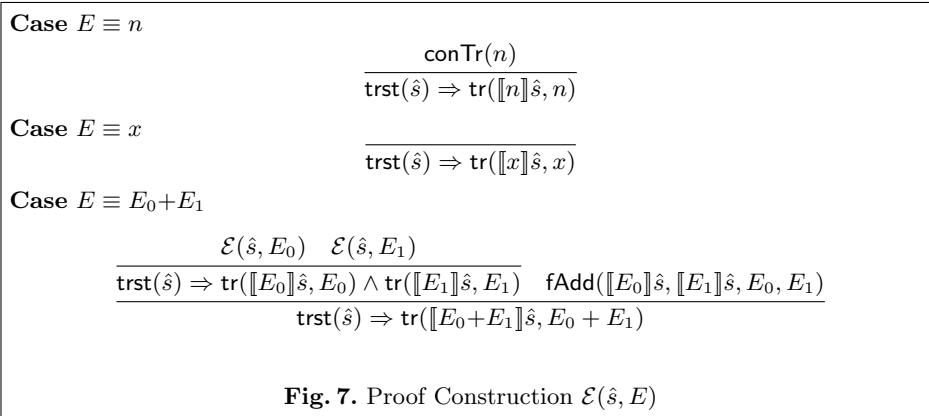 Case E ≡ n
conTr(n)
trst(ŝ) ⇒ tr(⟦n⟧ŝ, n)
Case E ≡ x
trst(ŝ) ⇒ tr(⟦x⟧ŝ, x)
Case E ≡ E₀+E₁
ℰ(ŝ, E₀) ℰ(ŝ, E₁)
trst(ŝ) ⇒ tr(⟦E₀⟧ŝ, E₀) ∧ tr(⟦E₁⟧ŝ, E₁) fAdd(⟦E₀⟧ŝ, ⟦E₁⟧ŝ, E₀, E₁)
trst(ŝ) ⇒ tr(⟦E₀+E₁⟧ŝ, E₀ + E₁)
Fig. 7. Proof Construction ℰ(ŝ, E)